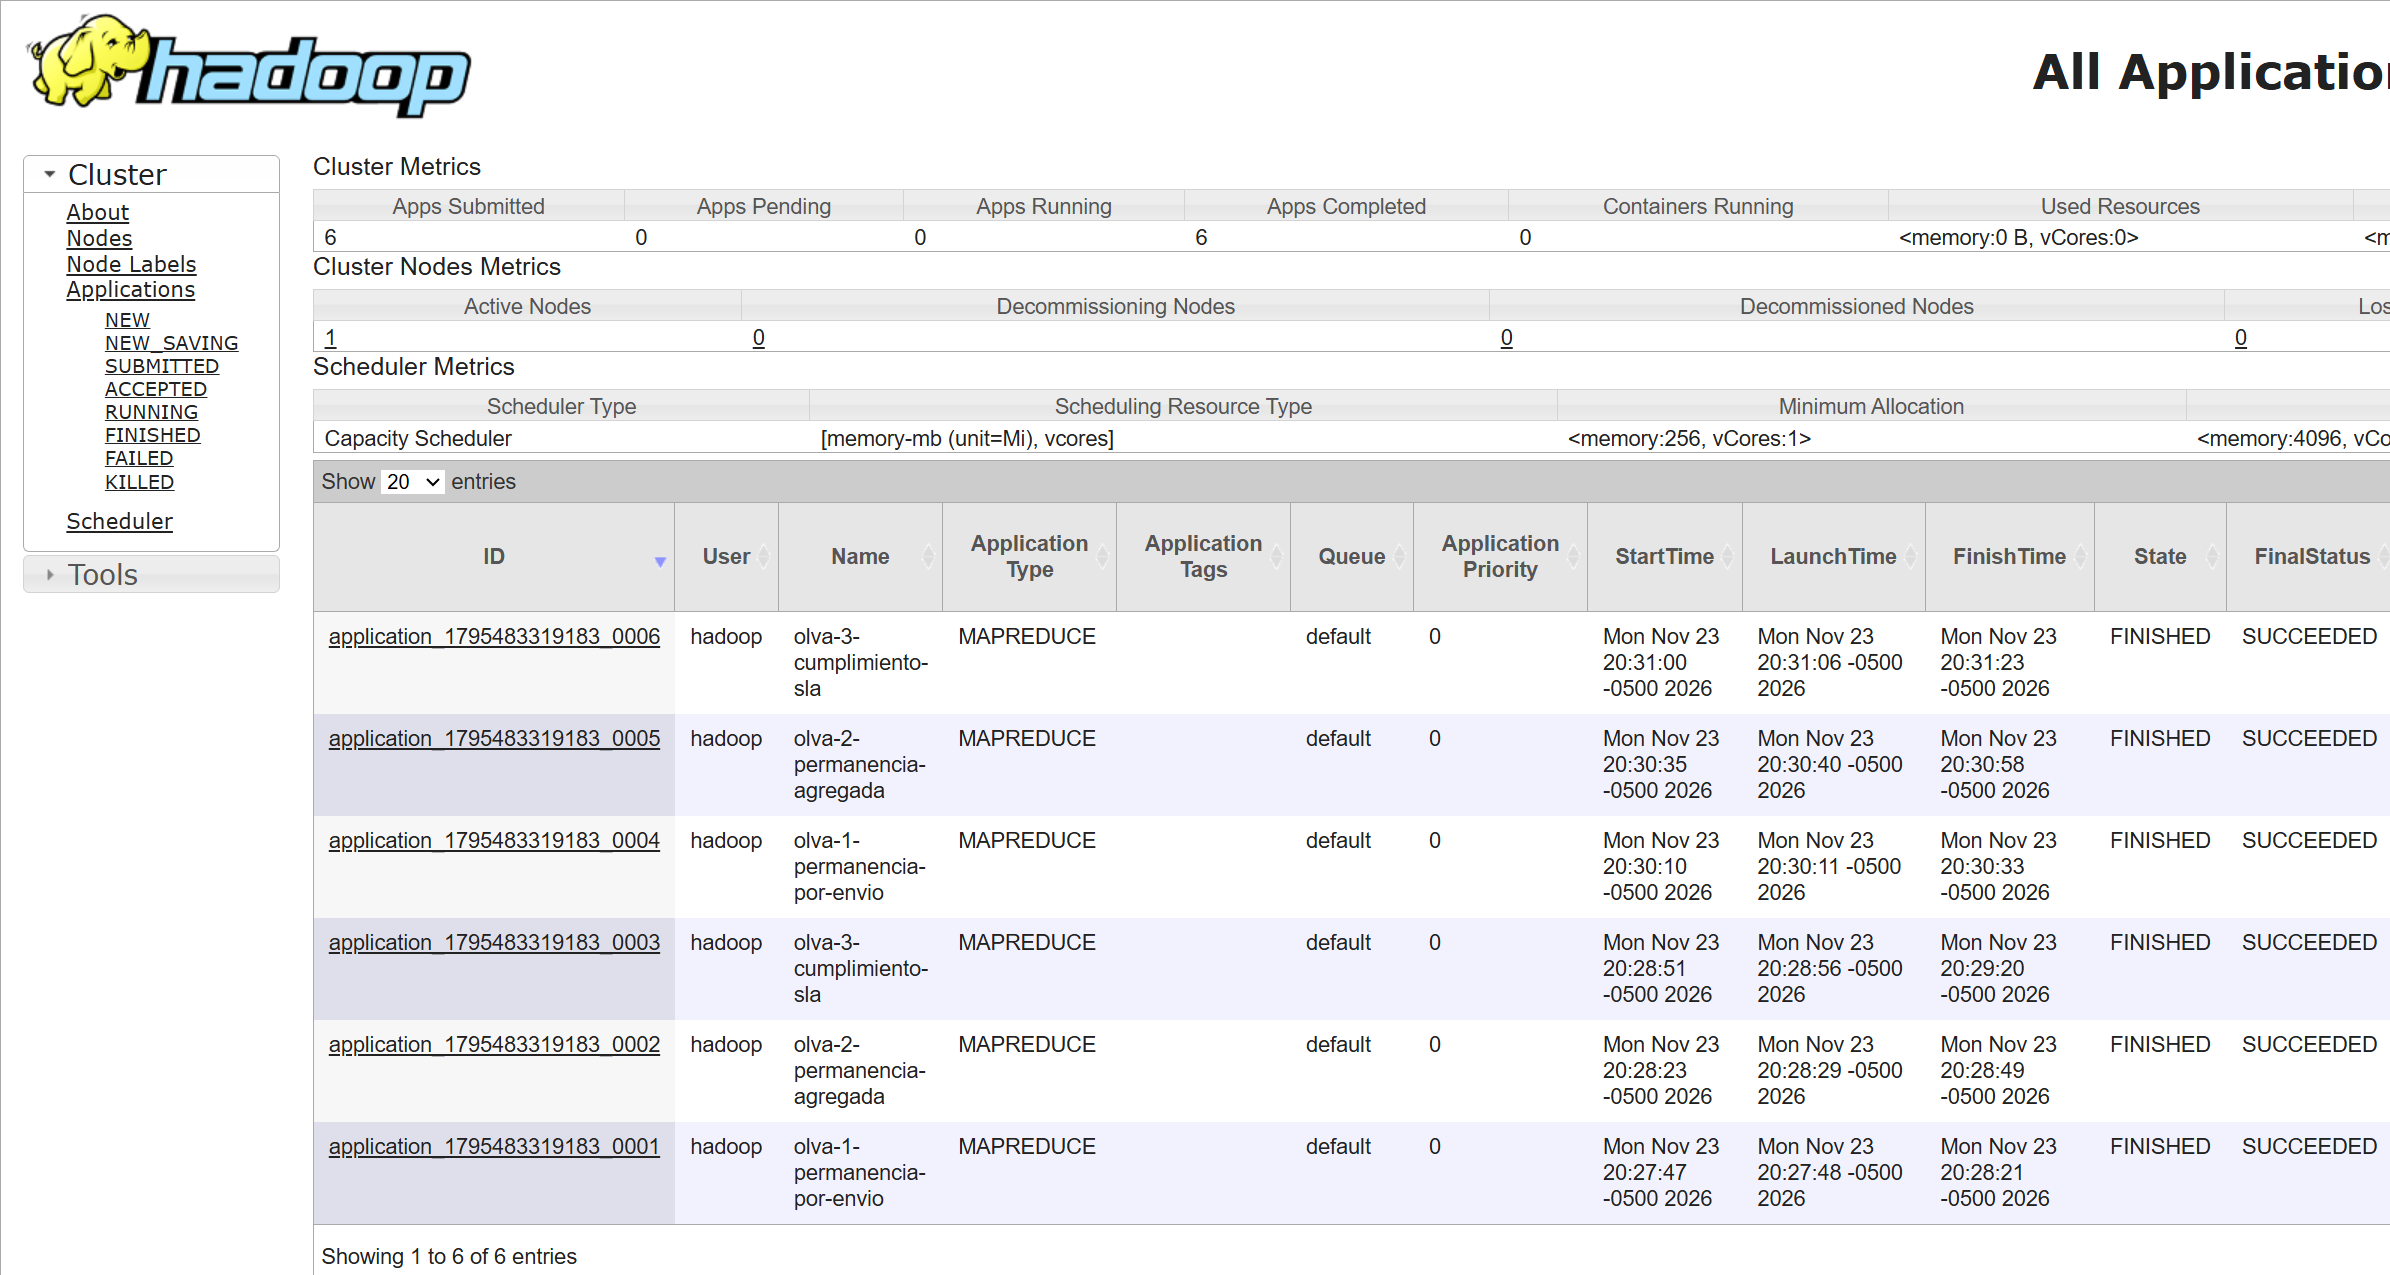 hadoop
All Applicatio
Cluster
About
Nodes
Node Labels
Applications
NEW
NEW_SAVING
SUBMITTED
ACCEPTED
RUNNING
FINISHED
FAILED
KILLED
Scheduler
Tools
Cluster Metrics
Apps Submitted Apps Pending Apps Running Apps Completed Containers Running Used Resources
6 0 0 6 0 <memory:0 B, vCores:0> <m
Cluster Nodes Metrics
Active Nodes Decommissioning Nodes Decommissioned Nodes Los
1 0 0 0
Scheduler Metrics
Scheduler Type Scheduling Resource Type Minimum Allocation
Capacity Scheduler [memory-mb (unit=Mi), vcores] <memory:256, vCores:1> <memory:4096, vCo
Show 20 entries
ID User Name Application Type Application Tags Queue Application Priority StartTime LaunchTime FinishTime State FinalStatus
application_1795483319183_0006 hadoop olva-3- MAPREDUCE default 0 Mon Nov 23 Mon Nov 23 Mon Nov 23 FINISHED SUCCEEDED
cumplimiento- 20:31:00 20:31:06 -0500 20:31:23
sla -0500 2026 2026 -0500 2026
application_1795483319183_0005 hadoop olva-2- MAPREDUCE default 0 Mon Nov 23 Mon Nov 23 Mon Nov 23 FINISHED SUCCEEDED
permanencia- 20:30:35 20:30:40 -0500 20:30:58
agregada -0500 2026 2026 -0500 2026
application_1795483319183_0004 hadoop olva-1- MAPREDUCE default 0 Mon Nov 23 Mon Nov 23 Mon Nov 23 FINISHED SUCCEEDED
permanencia- 20:30:10 20:30:11 -0500 20:30:33
por-envio -0500 2026 2026 -0500 2026
application_1795483319183_0003 hadoop olva-3- MAPREDUCE default 0 Mon Nov 23 Mon Nov 23 Mon Nov 23 FINISHED SUCCEEDED
cumplimiento- 20:28:51 20:28:56 -0500 20:29:20
sla -0500 2026 2026 -0500 2026
application_1795483319183_0002 hadoop olva-2- MAPREDUCE default 0 Mon Nov 23 Mon Nov 23 Mon Nov 23 FINISHED SUCCEEDED
permanencia- 20:28:23 20:28:29 -0500 20:28:49
agregada -0500 2026 2026 -0500 2026
application_1795483319183_0001 hadoop olva-1- MAPREDUCE default 0 Mon Nov 23 Mon Nov 23 Mon Nov 23 FINISHED SUCCEEDED
permanencia- 20:27:47 20:27:48 -0500 20:28:21
por-envio -0500 2026 2026 -0500 2026
Showing 1 to 6 of 6 entries